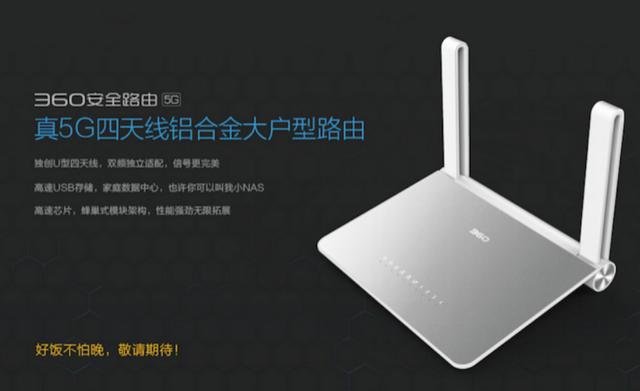 360安全路由 5G
真5G四天线铝合金大户型路由
独创U型四天线，双频独立适配，信号更完美
高速USB存储，家庭数据中心，也许你可以叫我小NAS
高速芯片，蜂巢式模块架构，性能强劲无限拓展
360
好饭不怕晚，敬请期待！